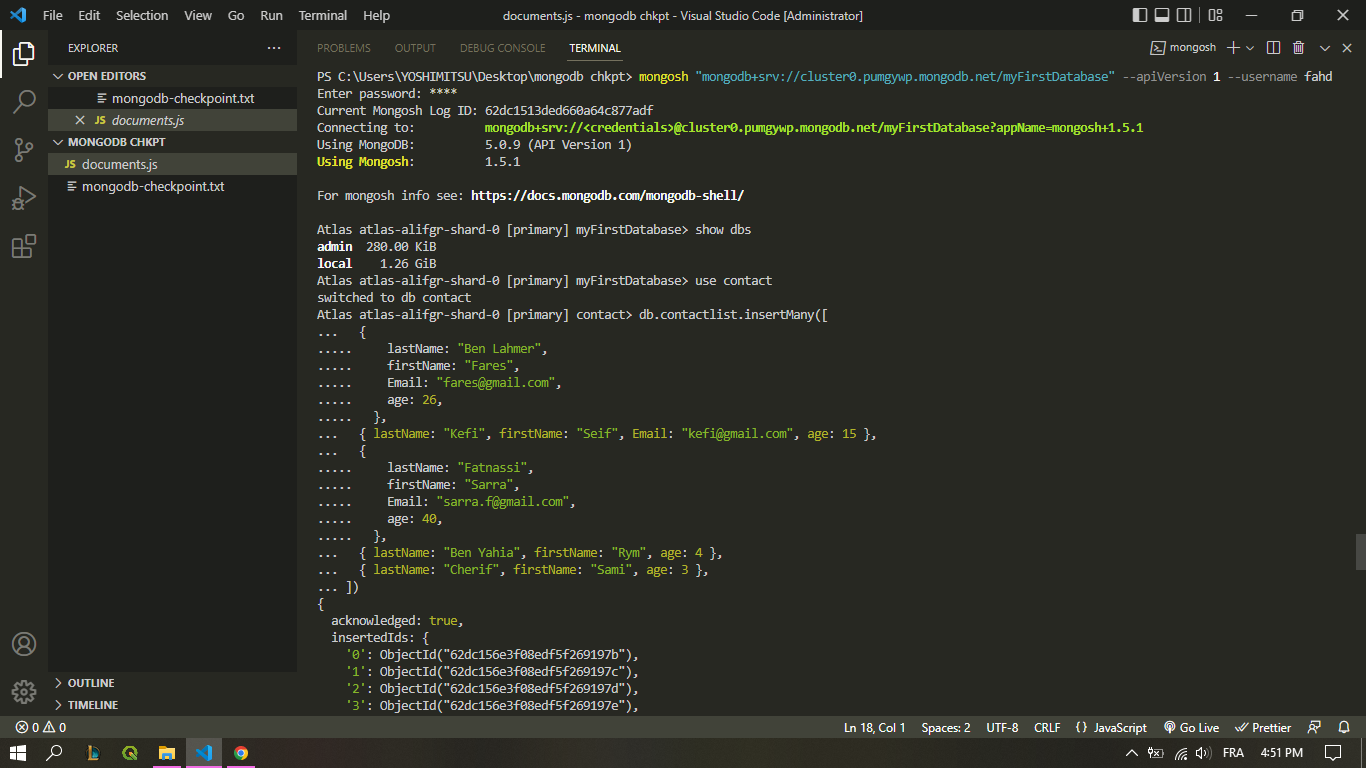 File Edit Selection View Go Run Terminal Help documents.js - mongodb chkpt - Visual Studio Code [Administrator]
EXPLORER
OPEN EDITORS
mongodb-checkpoint.txt
JS documents.js
MONGODB CHKPT
JS documents.js
mongodb-checkpoint.txt
OUTLINE
TIMELINE
PROBLEMS OUTPUT DEBUG CONSOLE TERMINAL mongosh
PS C:\Users\YOSHIMITSU\Desktop\mongodb chkpt> mongosh "mongodb+srv://cluster0.pumgywp.mongodb.net/myFirstDatabase" --apiVersion 1 --username fahd
Enter password: ****
Current Mongosh Log ID: 62dc1513ded660a64c877adf
Connecting to: mongodb+srv://<credentials>@cluster0.pumgywp.mongodb.net/myFirstDatabase?appName=mongosh+1.5.1
Using MongoDB: 5.0.9 (API Version 1)
Using Mongosh: 1.5.1
For mongosh info see: https://docs.mongodb.com/mongodb-shell/
Atlas atlas-alifgr-shard-0 [primary] myFirstDatabase> show dbs
admin 280.00 KiB
local 1.26 GiB
Atlas atlas-alifgr-shard-0 [primary] myFirstDatabase> use contact
switched to db contact
Atlas atlas-alifgr-shard-0 [primary] contact> db.contactlist.insertMany([
... {
..... lastName: "Ben Lahmer",
..... firstName: "Fares",
..... Email: "fares@gmail.com",
..... age: 26,
..... },
... { lastName: "Kefi", firstName: "Seif", Email: "kefi@gmail.com", age: 15 },
... {
..... lastName: "Fatnassi",
..... firstName: "Sarra",
..... Email: "sarra.f@gmail.com",
..... age: 40,
..... },
... { lastName: "Ben Yahia", firstName: "Rym", age: 4 },
... { lastName: "Cherif", firstName: "Sami", age: 3 },
... ])
{
acknowledged: true,
insertedIds: {
'0': ObjectId("62dc156e3f08edf5f269197b"),
'1': ObjectId("62dc156e3f08edf5f269197c"),
'2': ObjectId("62dc156e3f08edf5f269197d"),
'3': ObjectId("62dc156e3f08edf5f269197e"),
0 0 Ln 18, Col 1 Spaces: 2 UTF-8 CRLF {} JavaScript Go Live Prettier
FRA 4:51 PM